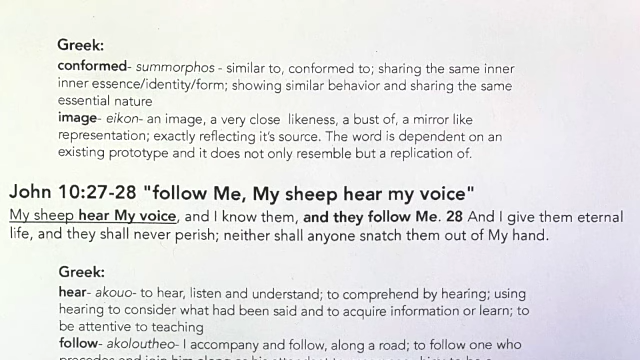 Greek:
conformed- summorphos - similar to, conformed to; sharing the same inner
inner essence/identity/form; showing similar behavior and sharing the same
essential nature
image- eikon- an image, a very close likeness, a bust of, a mirror like
representation; exactly reflecting it's source. The word is dependent on an
existing prototype and it does not only resemble but a replication of.
John 10:27-28 "follow Me, My sheep hear my voice"
My sheep hear My voice, and I know them, and they follow Me. 28 And I give them eternal
life, and they shall never perish; neither shall anyone snatch them out of My hand.
Greek:
hear- akouo- to hear, listen and understand; to comprehend by hearing; using
hearing to consider what had been said and to acquire information or learn; to
be attentive to teaching
follow- akoloutheo- I accompany and follow, along a road; to follow one who